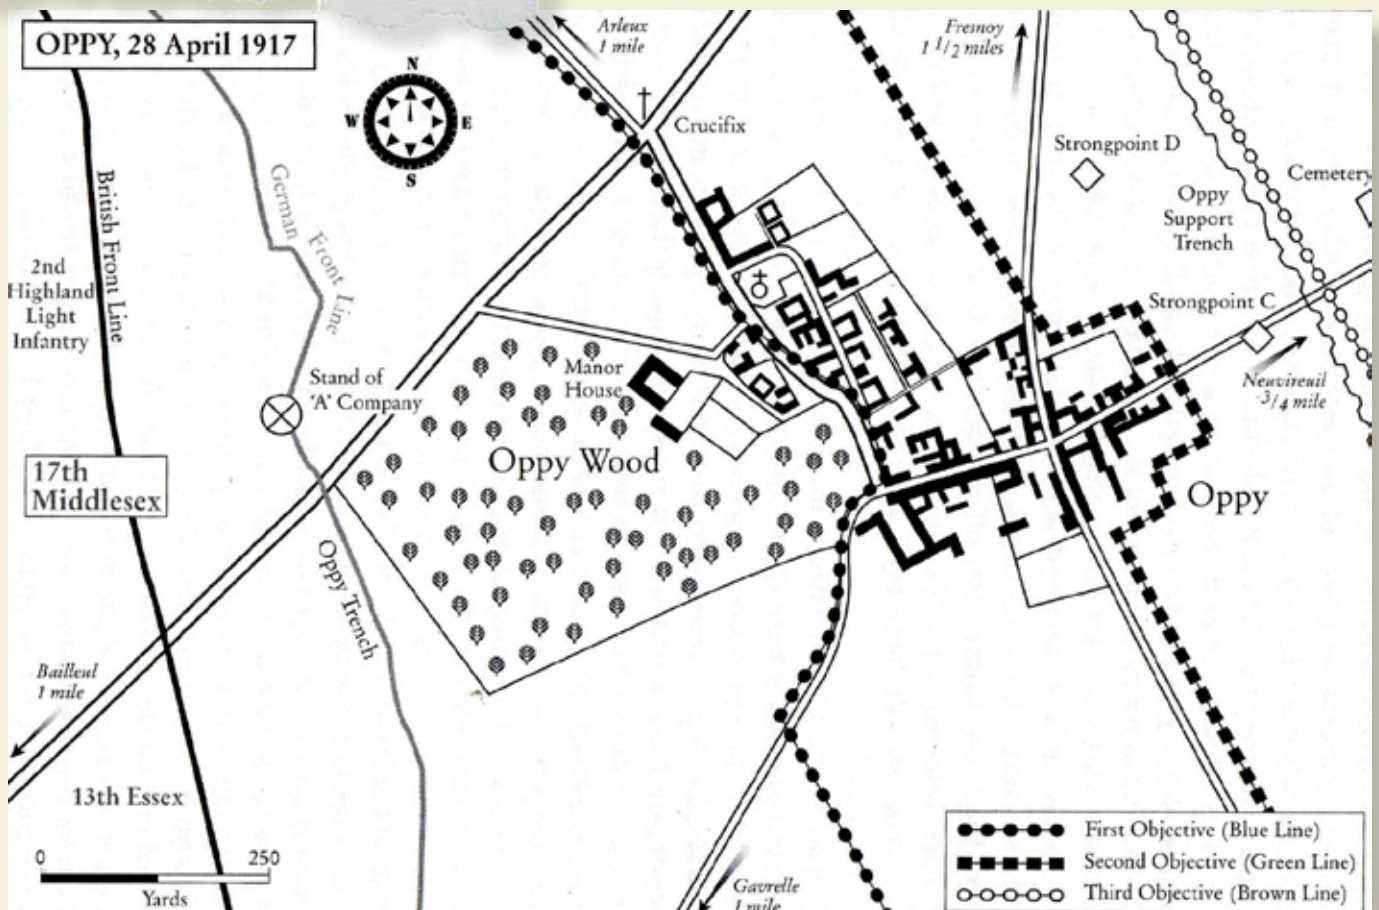 OPPY, 28 April 1917
Arleux
1 mile
Fresnoy
1 1/2 miles
N
W
E
S
Crucifix
Strongpoint D
Cemetery
Oppy
Support
Trench
German
Front Line
British Front Line
2nd
Highland
Light
Infantry
Strongpoint C
Stand of
'A' Company
Manor
House
Neuvireuil
3/4 mile
Oppy Wood
17th
Middlesex
Oppy
Oppy Trench
Bailleul
1 mile
13th Essex
0
250
Yards
Gavrelle
1 mile
First Objective (Blue Line)
Second Objective (Green Line)
Third Objective (Brown Line)